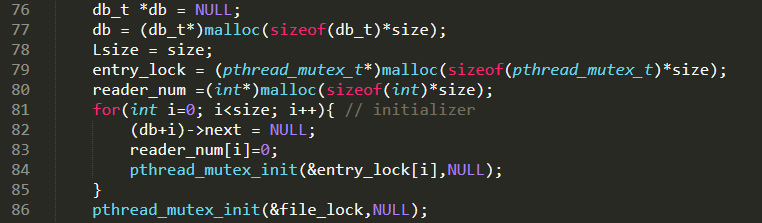 76 db_t *db = NULL;
77 db = (db_t*)malloc(sizeof(db_t)*size);
78 Lsize = size;
79 entry_lock = (pthread_mutex_t*)malloc(sizeof(pthread_mutex_t)*size);
80 reader_num =(int*)malloc(sizeof(int)*size);
81 for(int i=0; i<size; i++){ // initializer
82 (db+i)->next = NULL;
83 reader_num[i]=0;
84 pthread_mutex_init(&entry_lock[i],NULL);
85 }
86 pthread_mutex_init(&file_lock,NULL);